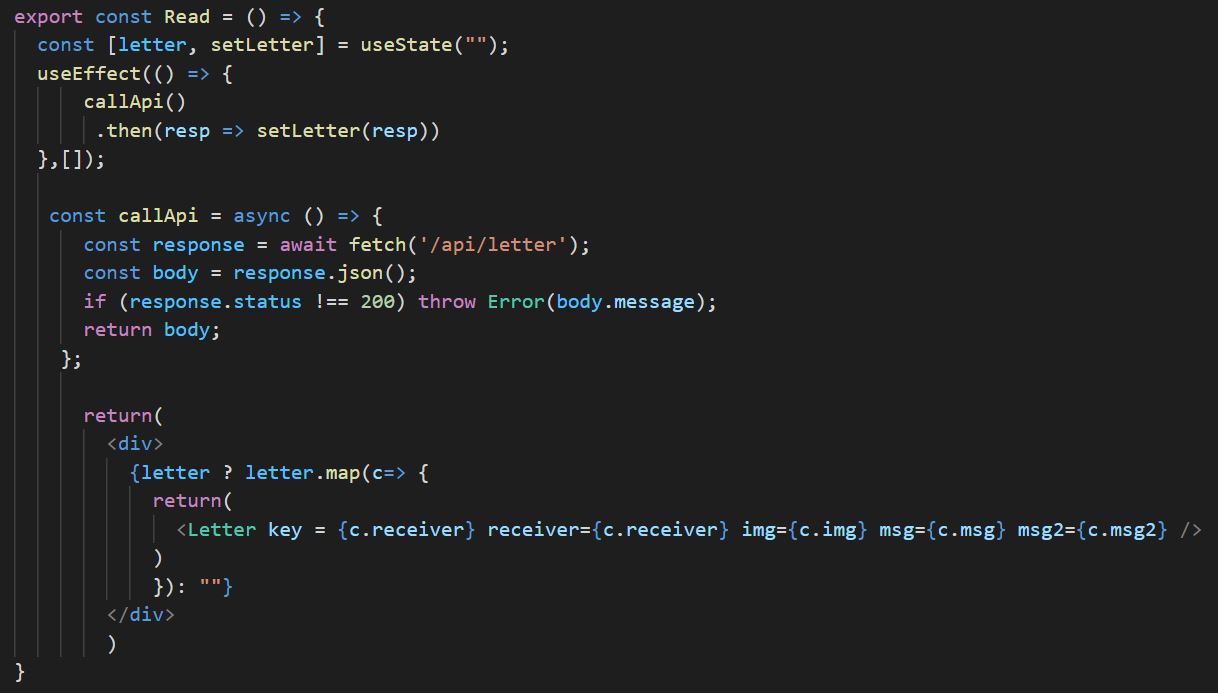 export const Read = () => {
  const [letter, setLetter] = useState("");
  useEffect(() => {
      callApi()
       .then(resp => setLetter(resp))
  },[]);

   const callApi = async () => {
      const response = await fetch('/api/letter');
      const body = response.json();
      if (response.status !== 200) throw Error(body.message);
      return body;
    };

      return(
        <div>
          {letter ? letter.map(c=> {
            return(
              <Letter key = {c.receiver} receiver={c.receiver} img={c.img} msg={c.msg} msg2={c.msg2} />
            )
            }): ""}
        </div>
        )
}